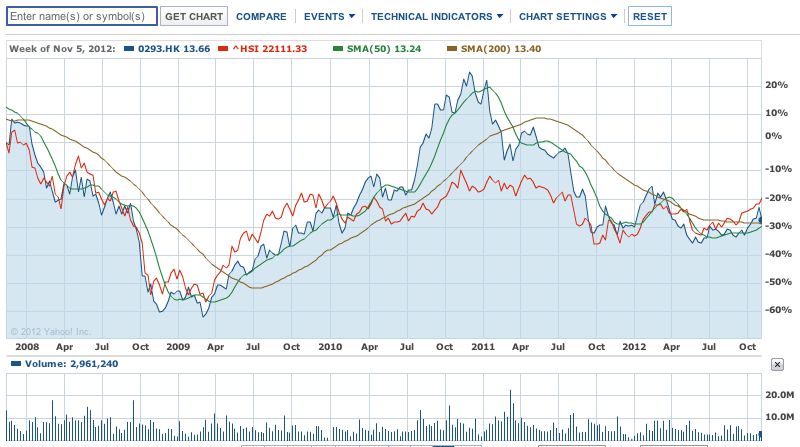 Enter name(s) or symbol(s) GET CHART COMPARE EVENTS TECHNICAL INDICATORS CHART SETTINGS RESET
Week of Nov 5, 2012: 0293.HK 13.66 ^HSI 22111.33 SMA(50) 13.24 SMA(200) 13.40
20%
10%
0%
-10%
-20%
-30%
-40%
-50%
-60%
© 2012 Yahoo! Inc.
2008 Apr Jul Oct 2009 Apr Jul Oct 2010 Apr Jul Oct 2011 Apr Jul Oct 2012 Apr Jul Oct
Volume: 2,961,240
20.0M
10.0M